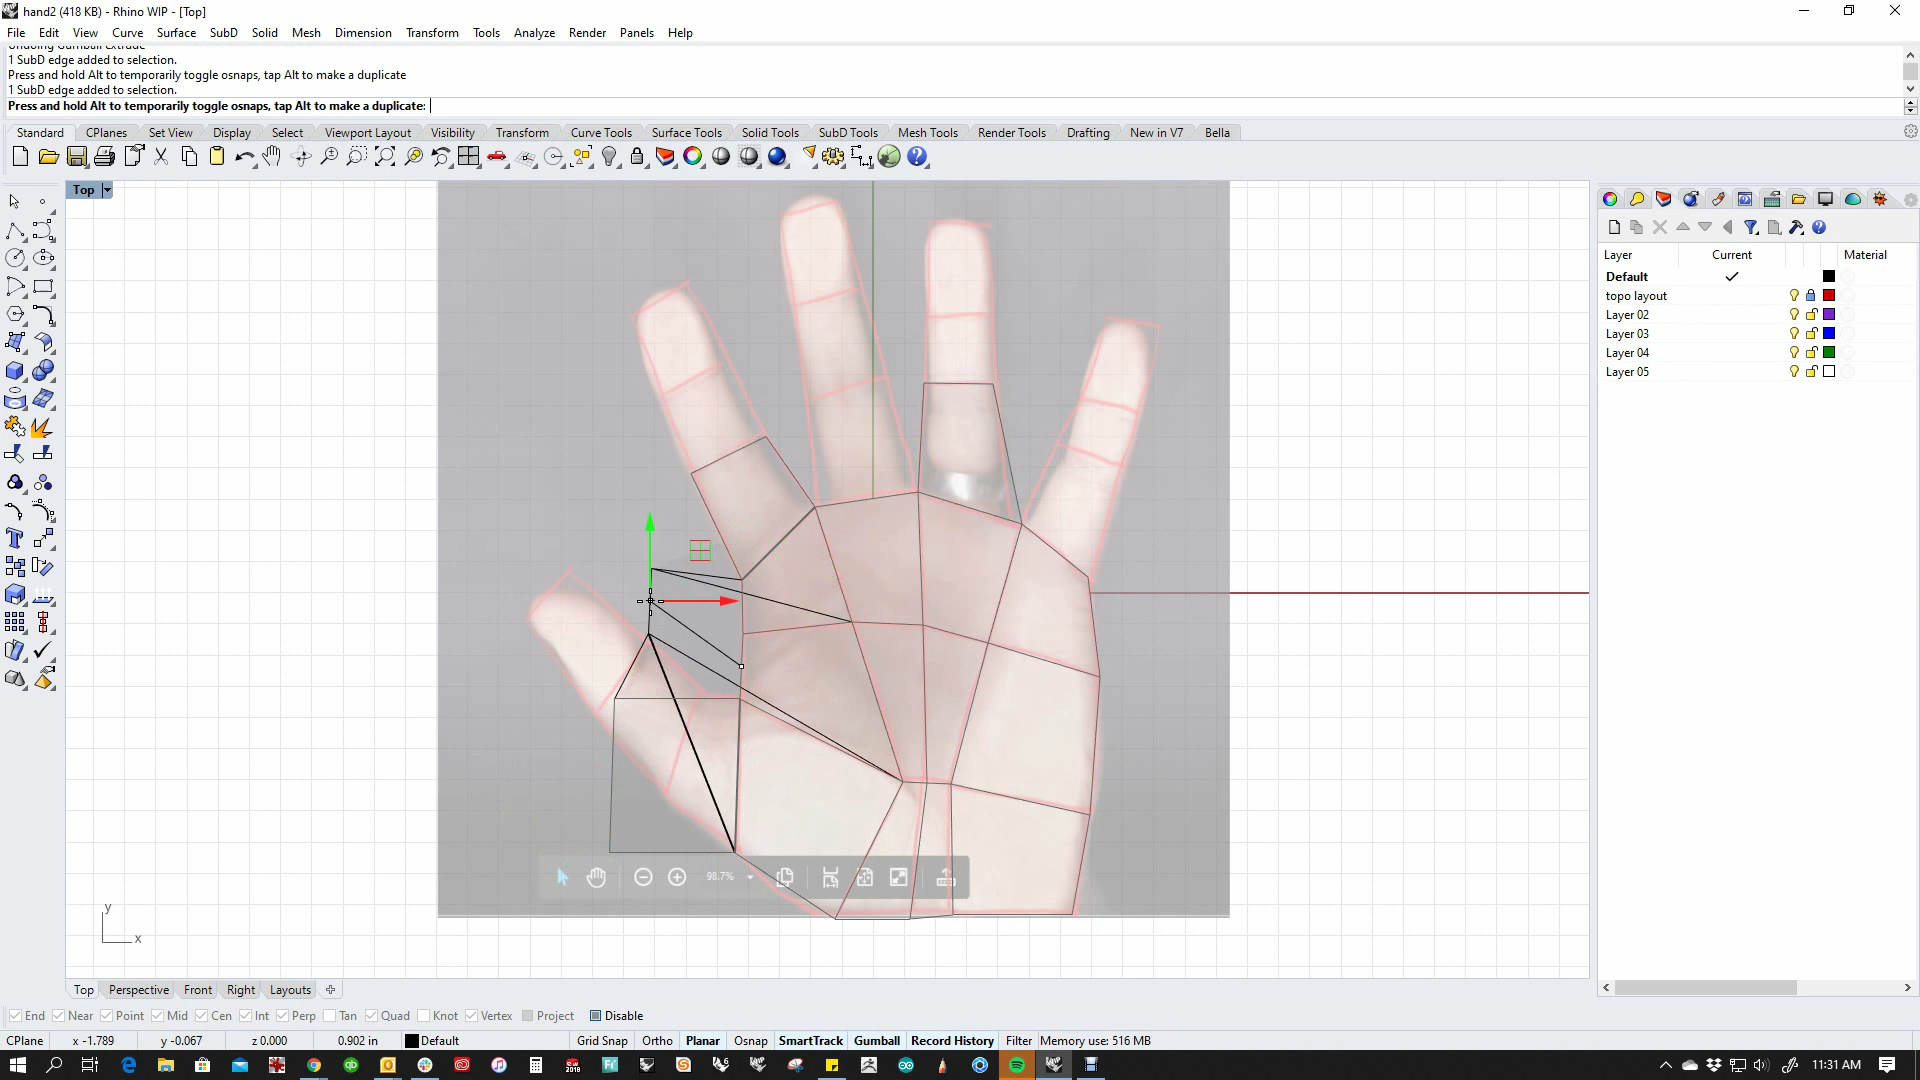 hand2 (418 KB) - Rhino WIP - [Top]
File Edit View Curve Surface SubD Solid Mesh Dimension Transform Tools Analyze Render Panels Help
Undoing Gumball Extrude
1 SubD edge added to selection.
Press and hold Alt to temporarily toggle osnaps, tap Alt to make a duplicate
1 SubD edge added to selection.
Press and hold Alt to temporarily toggle osnaps, tap Alt to make a duplicate:
Standard CPlanes Set View Display Select Viewport Layout Visibility Transform Curve Tools Surface Tools Solid Tools SubD Tools Mesh Tools Render Tools Drafting New in V7 Bella
Top
Layer Current Material
Default
topo layout
Layer 02
Layer 03
Layer 04
Layer 05
98.7%
y
x
Top Perspective Front Right Layouts
End Near Point Mid Cen Int Perp Tan Quad Knot Vertex Project Disable
CPlane x -1.789 y -0.067 z 0.000 0.902 in Default Grid Snap Ortho Planar Osnap SmartTrack Gumball Record History Filter Memory use: 516 MB
11:31 AM